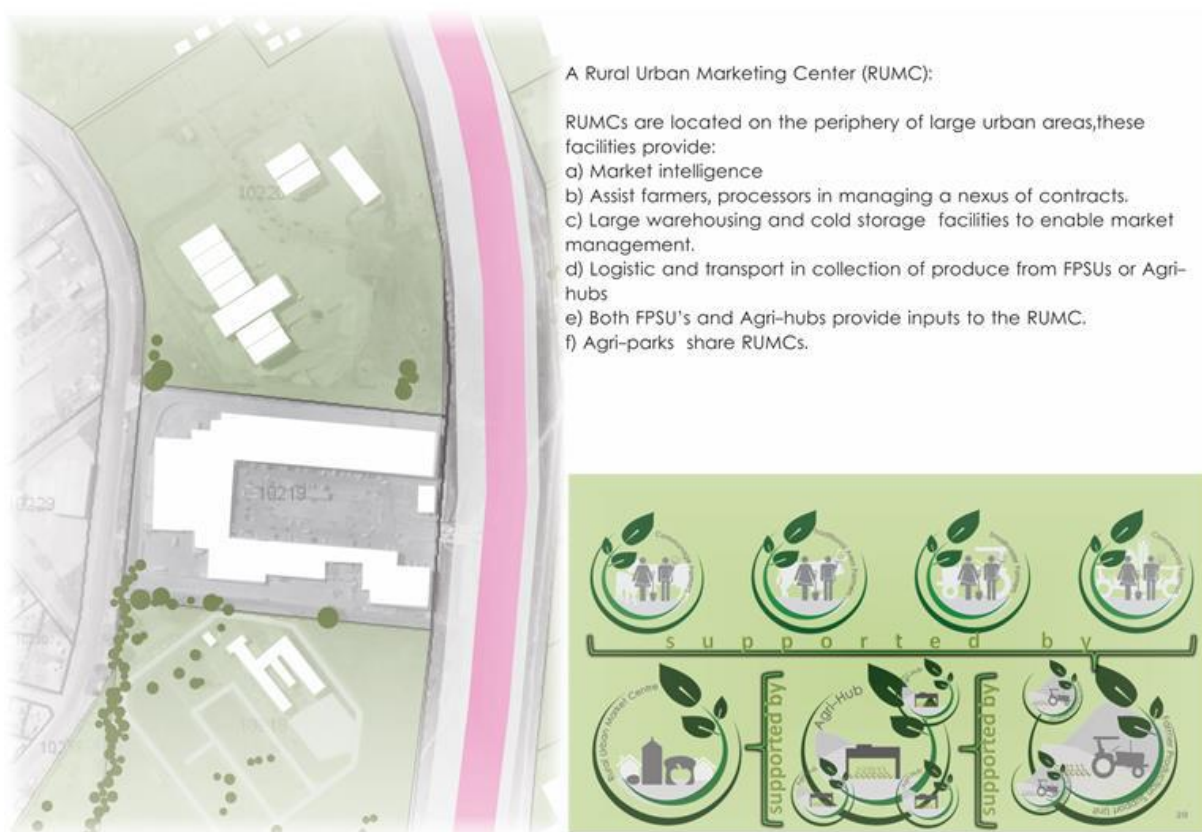 A Rural Urban Marketing Center (RUMC):
RUMCs are located on the periphery of large urban areas,these
facilities provide:
a) Market intelligence
b) Assist farmers, processors in managing a nexus of contracts.
c) Large warehousing and cold storage facilities to enable market
management.
d) Logistic and transport in collection of produce from FPSUs or Agri-
hubs
e) Both FPSU's and Agri-hubs provide inputs to the RUMC.
f) Agri-parks share RUMCs.
10220
10219
10229
supported by
Rural Urban Market Centre
supported by
Agri-Hub
supported by
Farmer Production Support Unit